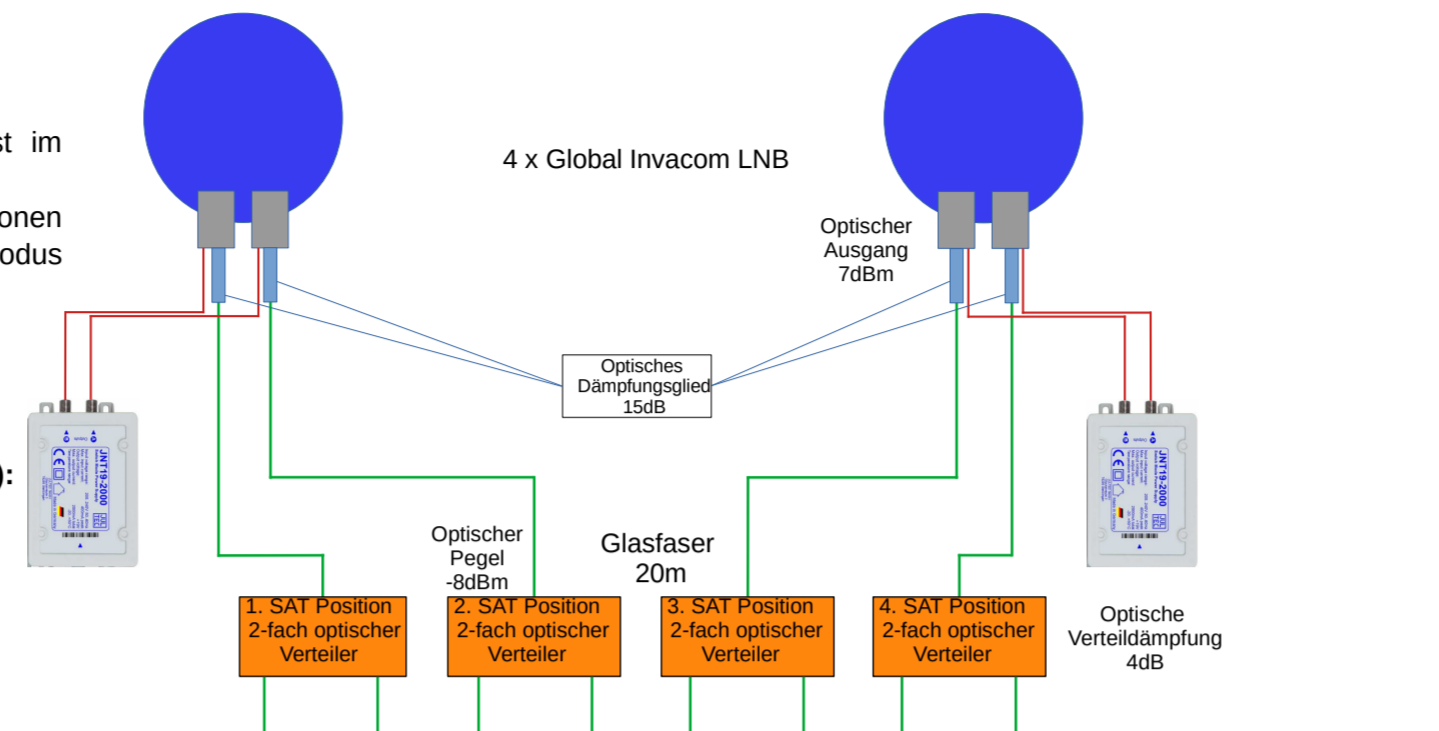 st im
onen
odus
):
4 x Global Invacom LNB
Optischer
Ausgang
7dBm
Optisches
Dämpfungsglied
15dB
JNT19-2000
JNT19-2000
Optischer
Pegel
-8dBm
Glasfaser
20m
1. SAT Position
2-fach optischer
Verteiler
2. SAT Position
2-fach optischer
Verteiler
3. SAT Position
2-fach optischer
Verteiler
4. SAT Position
2-fach optischer
Verteiler
Optische
Verteildämpfung
4dB